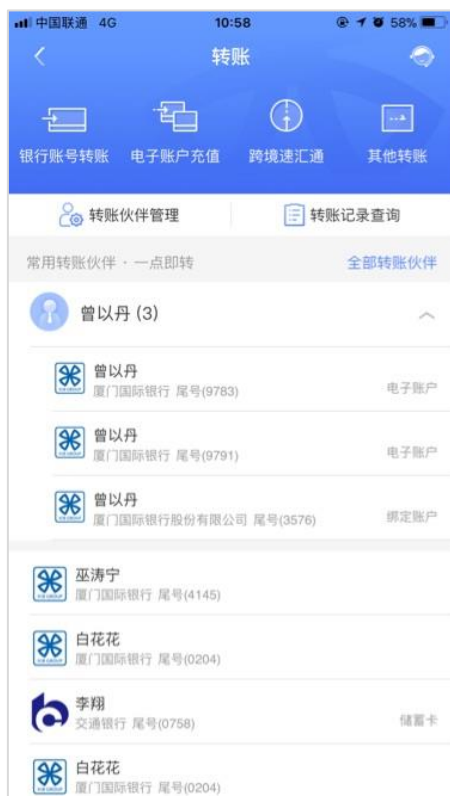 中国联通 4G 10:58 58%
转账
银行账号转账 电子账户充值 跨境速汇通 其他转账
转账伙伴管理 转账记录查询
常用转账伙伴 · 一点即转 全部转账伙伴
曾以丹 (3)
曾以丹
厦门国际银行 尾号(9783) 电子账户
曾以丹
厦门国际银行 尾号(9791) 电子账户
曾以丹
厦门国际银行股份有限公司 尾号(3576) 绑定账户
巫涛宁
厦门国际银行 尾号(4145)
白花花
厦门国际银行 尾号(0204)
李翔
交通银行 尾号(0758) 储蓄卡
白花花
厦门国际银行 尾号(0204)